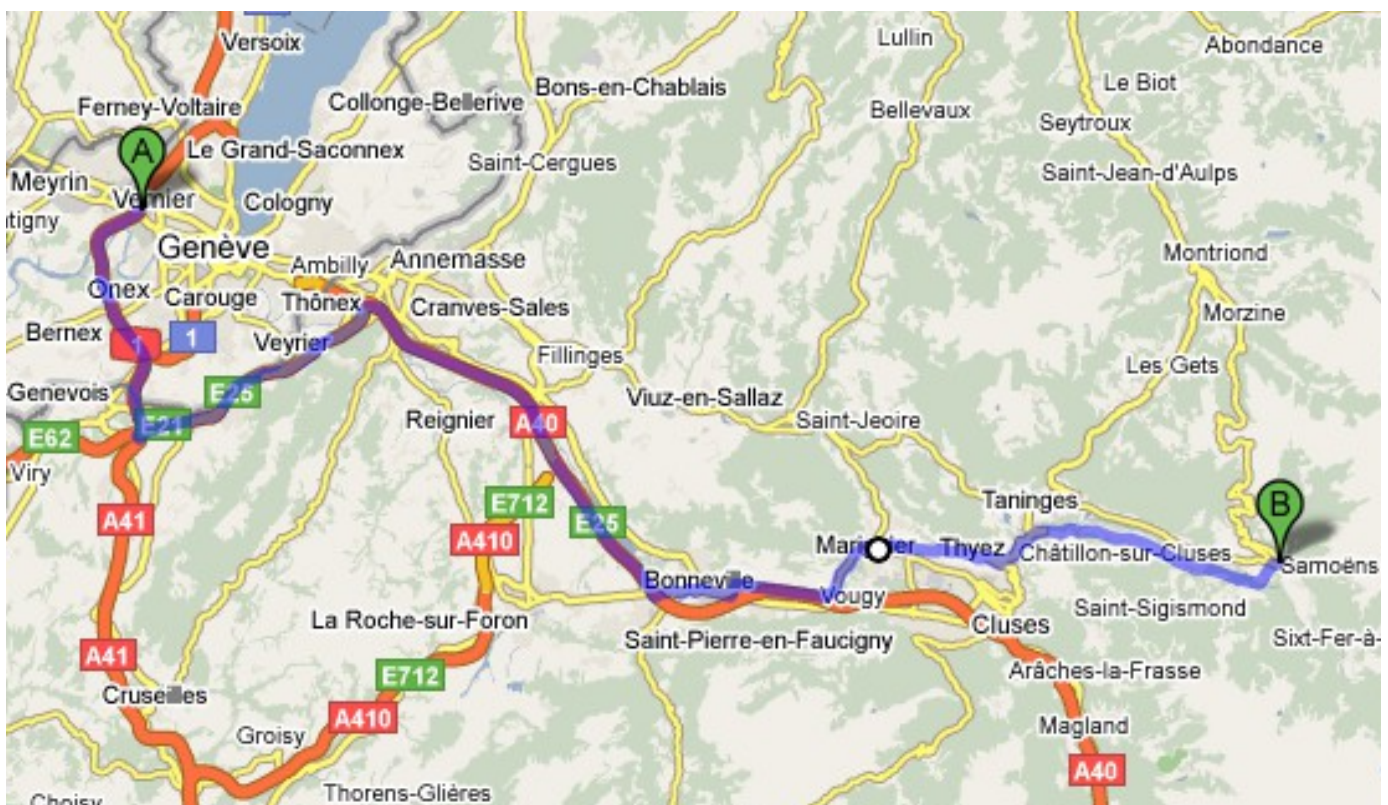 Versoix
Lullin
Abondance
Le Biot
Bons-en-Chablais
Collonge-Bellerive
Ferney-Voltaire
Bellevaux
Seytroux
A
Le Grand-Saconnex
Saint-Cergues
Saint-Jean-d'Aulps
Meyrin
Vernier
Cologny
tigny
Genève
Montriond
Annemasse
Ambilly
Onex
Carouge
Thônex
Cranves-Sales
Morzine
Bernex
1
1
Veyrier
Fillinges
Les Gets
Genevois
E25
Viuz-en-Sallaz
E62
E21
Reignier
A40
Saint-Jeoire
Viry
E712
Taninges
B
A41
E25
A410
Marignier
Thyez
Châtillon-sur-Cluses
Samoëns
Bonneville
Vougy
Saint-Sigismond
La Roche-sur-Foron
Cluses
Saint-Pierre-en-Faucigny
Sixt-Fer-à-
A41
E712
Arâches-la-Frasse
Cruseilles
A410
Magland
Groisy
A40
Thorens-Glières
Choisy